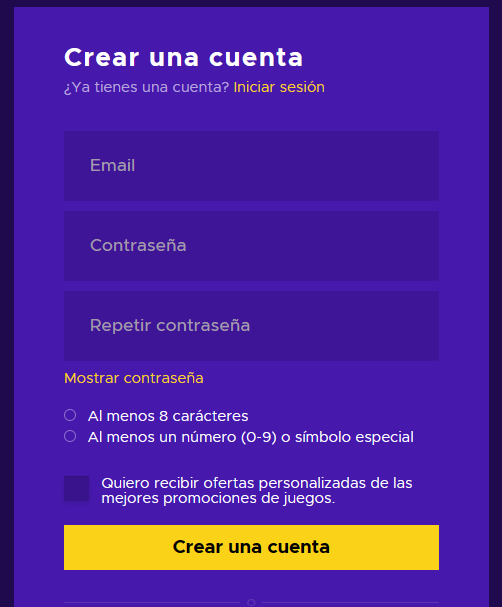 Crear una cuenta
¿Ya tienes una cuenta? Iniciar sesión
Email
Contraseña
Repetir contraseña
Mostrar contraseña
Al menos 8 carácteres
Al menos un número (0-9) o símbolo especial
Quiero recibir ofertas personalizadas de las
mejores promociones de juegos.
Crear una cuenta